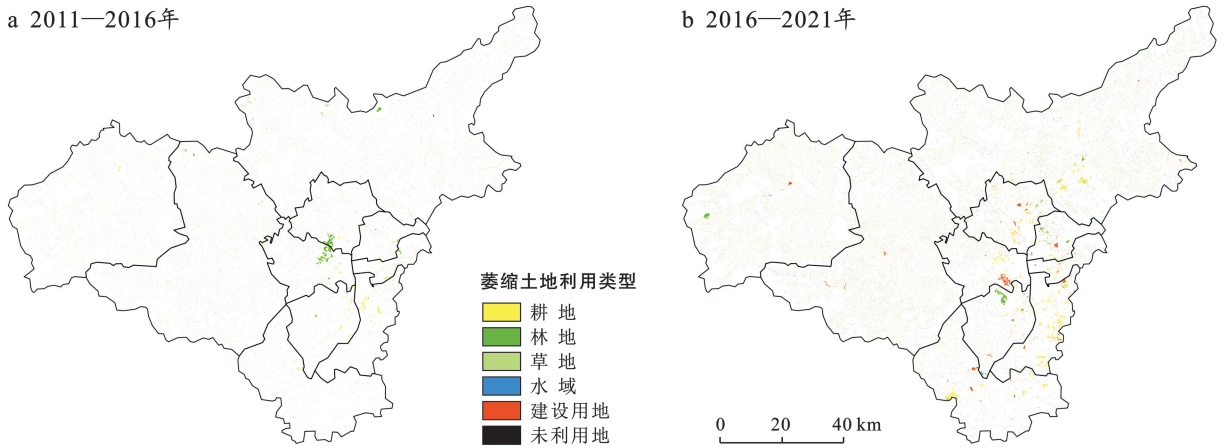 a 2011—2016年
b 2016—2021年
萎缩土地利用类型
耕 地
林 地
草 地
水 域
建设用地
未利用地
0 20 40 km